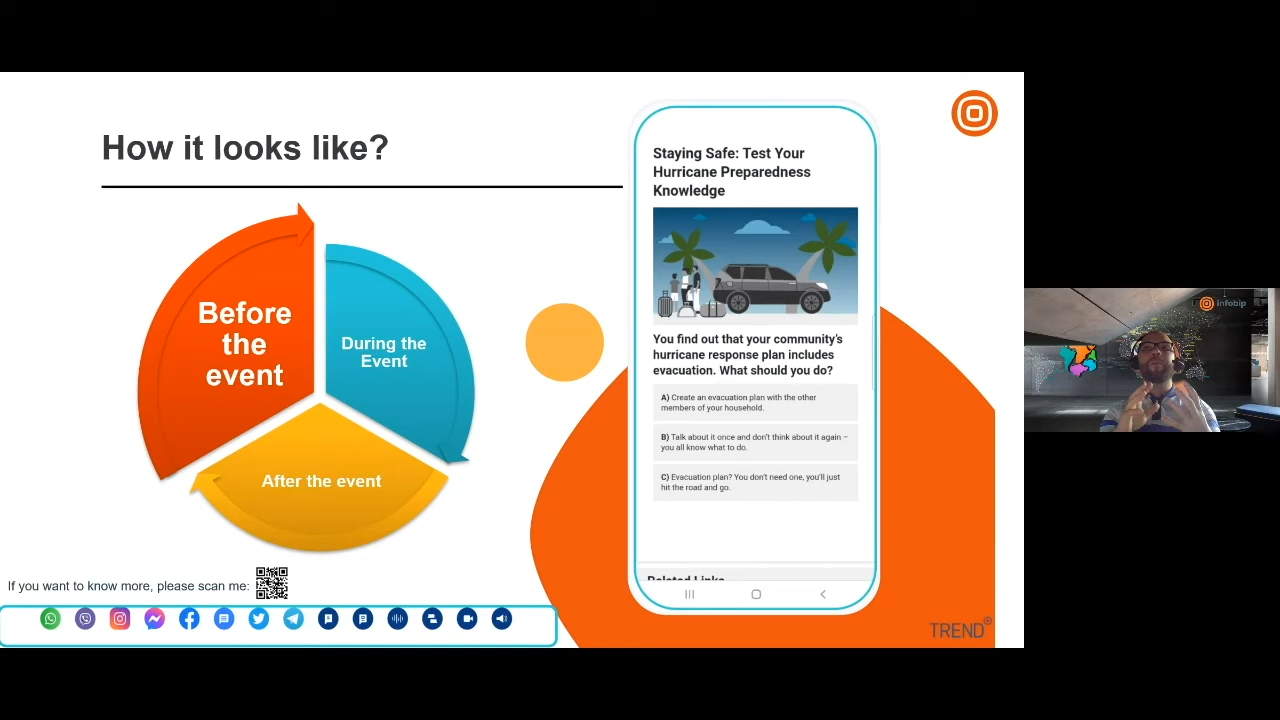 How it looks like?
Before
the
event
During the
Event
After the event
If you want to know more, please scan me:
Staying Safe: Test Your
Hurricane Preparedness
Knowledge
You find out that your community's
hurricane response plan includes
evacuation. What should you do?
A) Create an evacuation plan with the other
members of your household.
B) Talk about it once and don't think about it again –
you all know what to do.
C) Evacuation plan? You don't need one, you'll just
hit the road and go.
Related Links
TREND
infobip